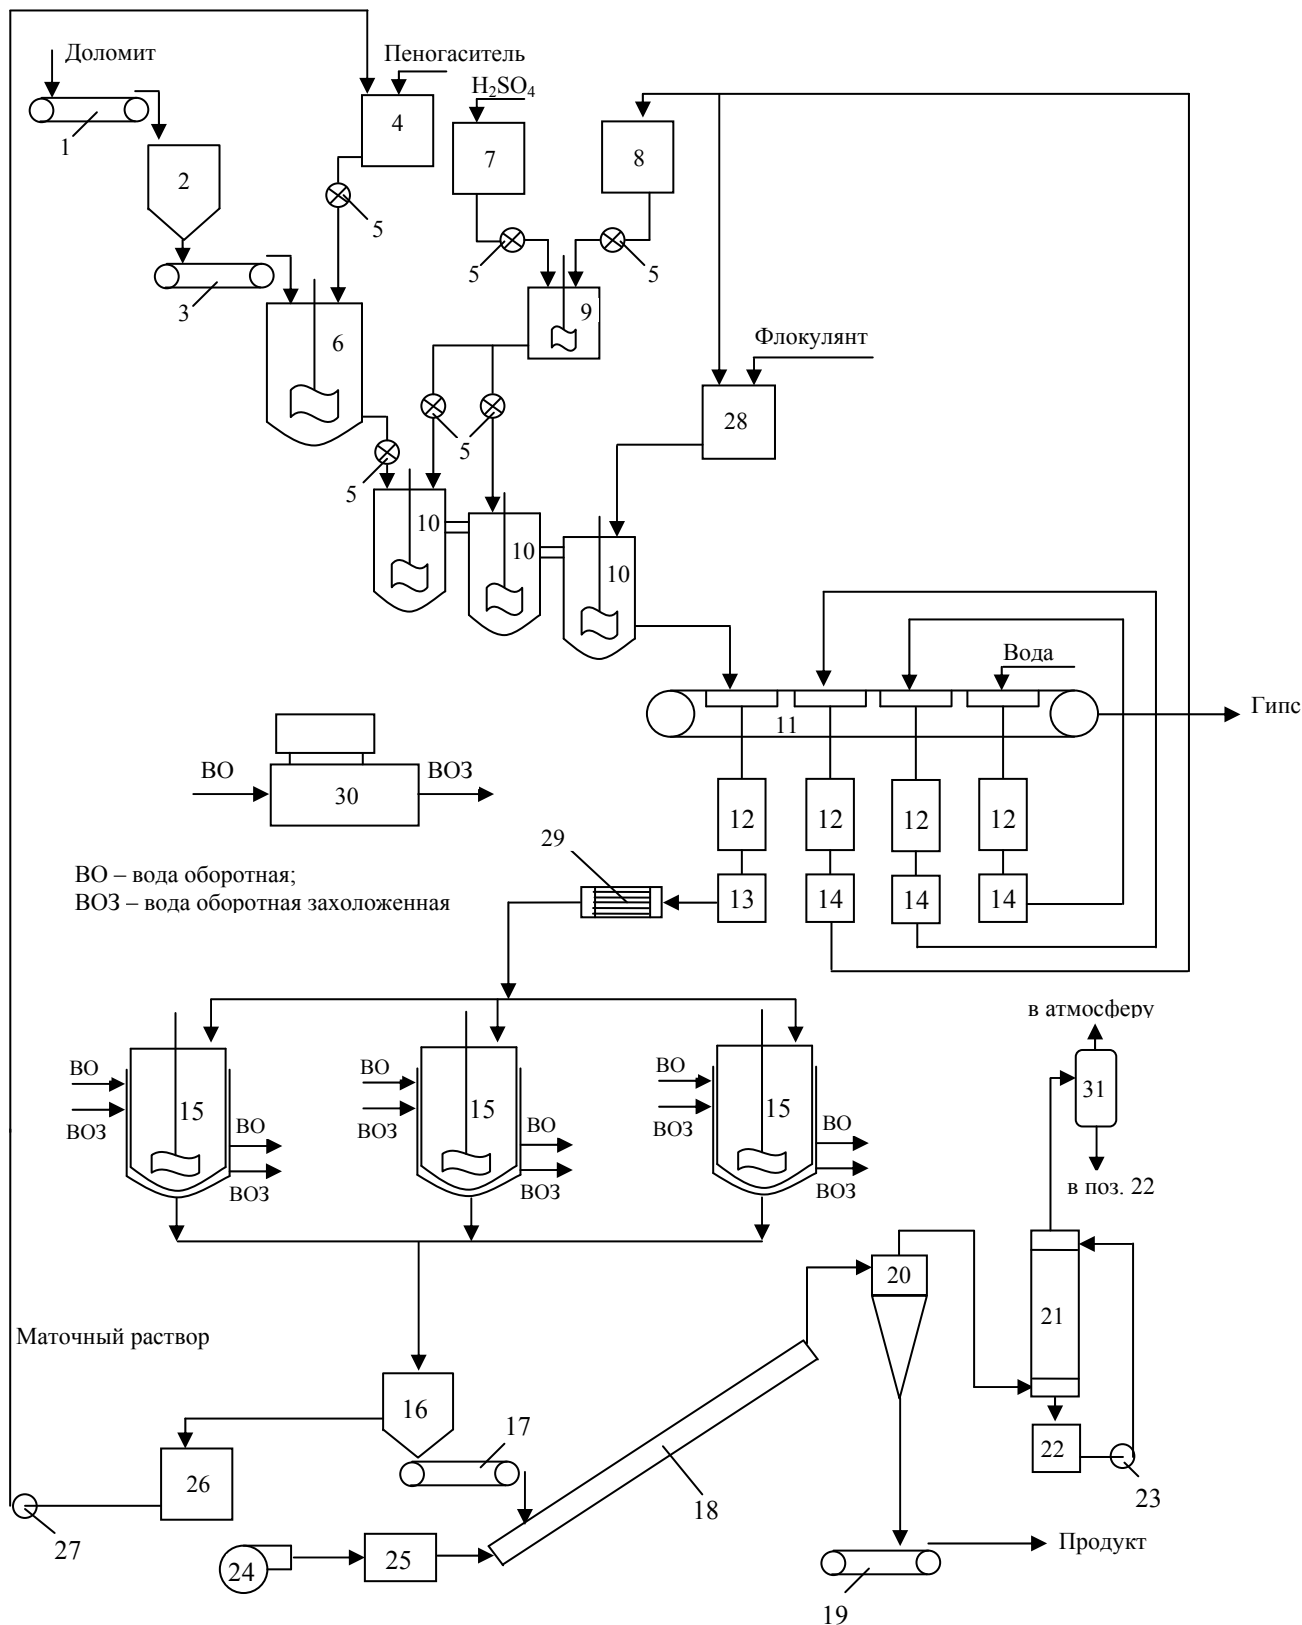 Доломит
Пеногаситель
H₂SO₄
1
2
3
4
5
7
8
5
5
6
9
Флокулянт
28
5
5
10
10
10
Вода
Гипс
11
ВО
ВОЗ
30
12
12
12
12
29
13
14
14
14
ВО – вода оборотная;
ВОЗ – вода оборотная захоложенная
в атмосферу
31
в поз. 22
ВО
ВОЗ
15
ВО
ВОЗ
ВО
ВОЗ
15
ВО
ВОЗ
ВО
ВОЗ
15
ВО
ВОЗ
20
21
22
23
Маточный раствор
16
17
18
26
27
24
25
19
Продукт